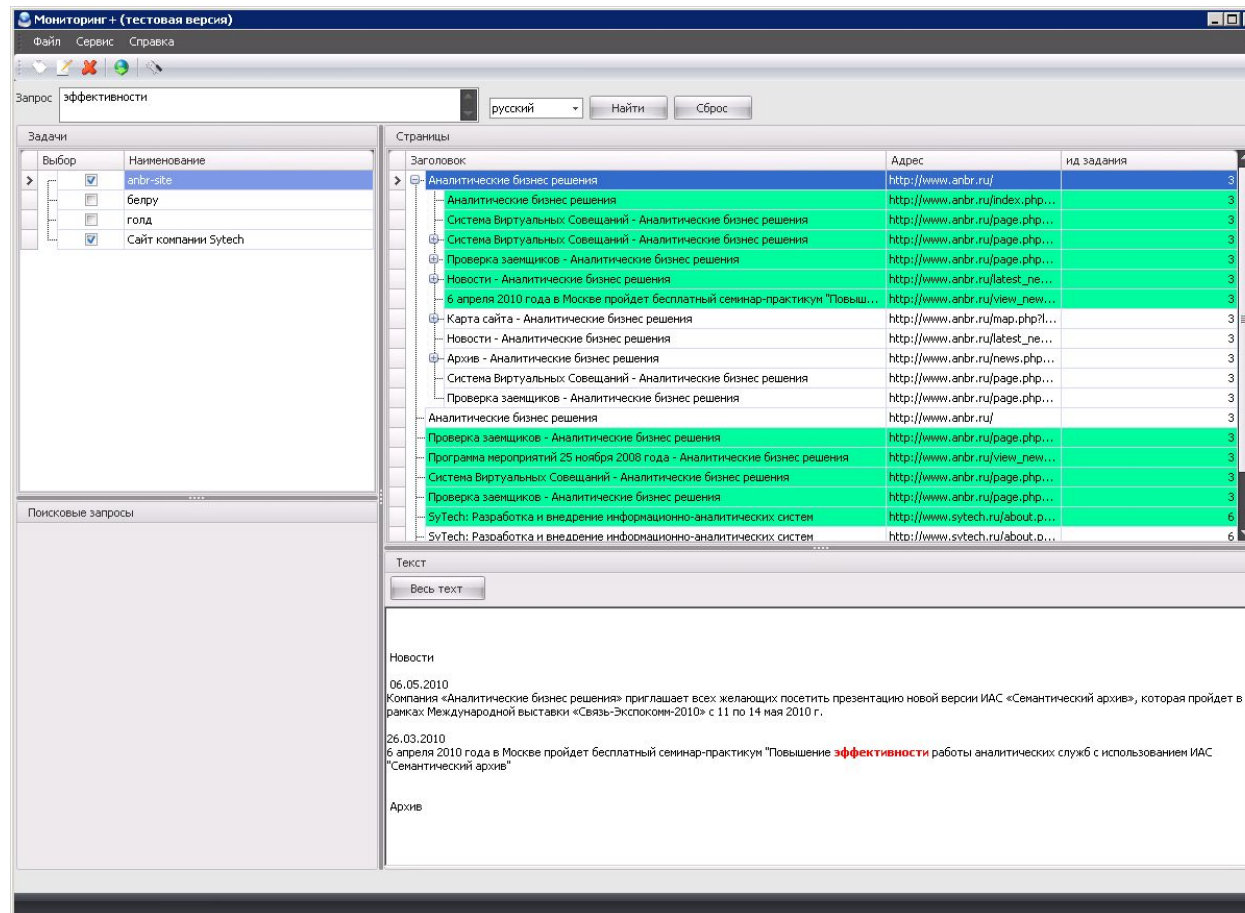 Мониторинг+ (тестовая версия)
Файл Сервис Справка
Запрос эффективности русский Найти Сброс
Задачи
Выбор Наименование
anbr-site
белру
голд
Сайт компании Sytech
Поисковые запросы
Страницы
Заголовок Адрес ид задания
Аналитические бизнес решения http://www.anbr.ru/ 3
Аналитические бизнес решения http://www.anbr.ru/index.php... 3
Система Виртуальных Совещаний - Аналитические бизнес решения http://www.anbr.ru/page.php... 3
Система Виртуальных Совещаний - Аналитические бизнес решения http://www.anbr.ru/page.php... 3
Проверка заемщиков - Аналитические бизнес решения http://www.anbr.ru/page.php... 3
Новости - Аналитические бизнес решения http://www.anbr.ru/latest_ne... 3
6 апреля 2010 года в Москве пройдет бесплатный семинар-практикум "Повыш... http://www.anbr.ru/view_new... 3
Карта сайта - Аналитические бизнес решения http://www.anbr.ru/map.php?l... 3
Новости - Аналитические бизнес решения http://www.anbr.ru/latest_ne... 3
Архив - Аналитические бизнес решения http://www.anbr.ru/news.php... 3
Система Виртуальных Совещаний - Аналитические бизнес решения http://www.anbr.ru/page.php... 3
Проверка заемщиков - Аналитические бизнес решения http://www.anbr.ru/page.php... 3
Аналитические бизнес решения http://www.anbr.ru/ 3
Проверка заемщиков - Аналитические бизнес решения http://www.anbr.ru/page.php... 3
Программа мероприятий 25 ноября 2008 года - Аналитические бизнес решения http://www.anbr.ru/view_new... 3
Система Виртуальных Совещаний - Аналитические бизнес решения http://www.anbr.ru/page.php... 3
Проверка заемщиков - Аналитические бизнес решения http://www.anbr.ru/page.php... 3
SyTech: Разработка и внедрение информационно-аналитических систем http://www.sytech.ru/about.p... 6
SyTech: Разработка и внедрение информационно-аналитических систем http://www.sytech.ru/about.p... 6
Текст
Весь техт
Новости
06.05.2010
Компания «Аналитические бизнес решения» приглашает всех желающих посетить презентацию новой версии ИАС «Семантический архив», которая пройдет в
рамках Международной выставки «Связь-Экспокомм-2010» с 11 по 14 мая 2010 г.
26.03.2010
6 апреля 2010 года в Москве пройдет бесплатный семинар-практикум "Повышение эффективности работы аналитических служб с использованием ИАС
"Семантический архив"
Архив